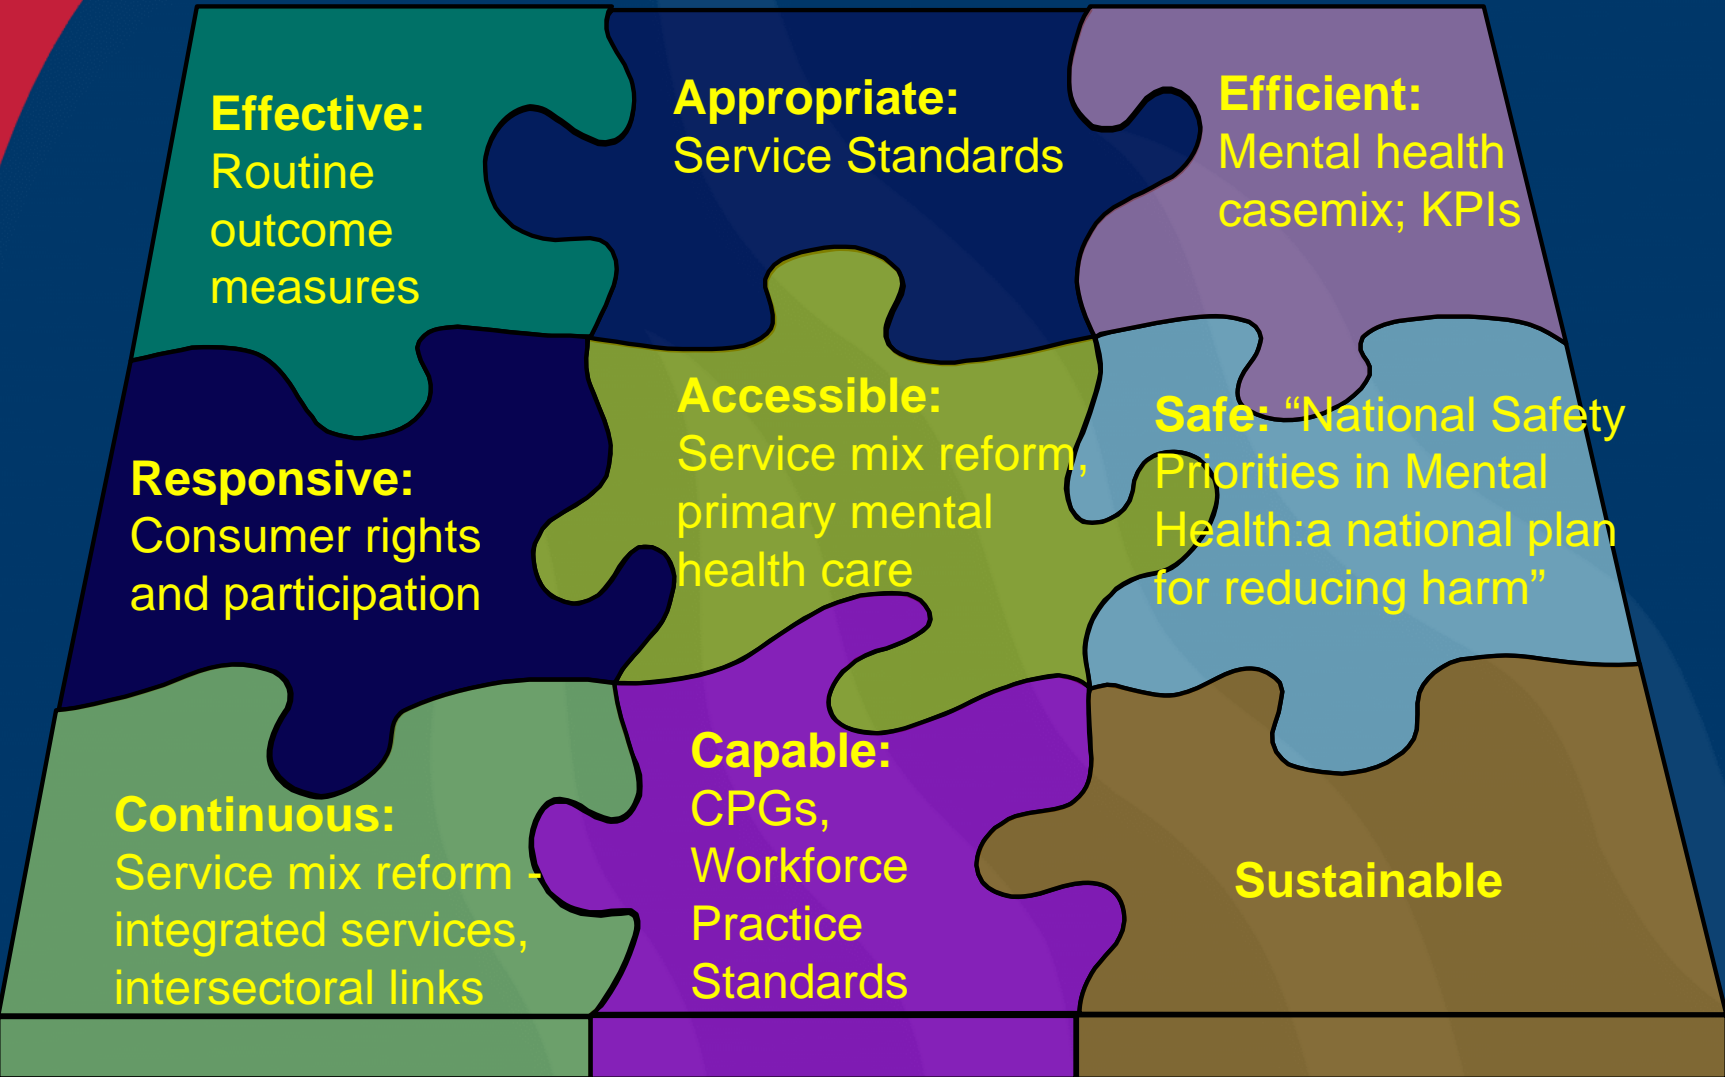 Effective:
Routine
outcome
measures
Appropriate:
Service Standards
Efficient:
Mental health
casemix; KPIs
Responsive:
Consumer rights
and participation
Accessible:
Service mix reform,
primary mental
health care
Safe: “National Safety
Priorities in Mental
Health:a national plan
for reducing harm”
Continuous:
Service mix reform -
integrated services,
intersectoral links
Capable:
CPGs,
Workforce
Practice
Standards
Sustainable